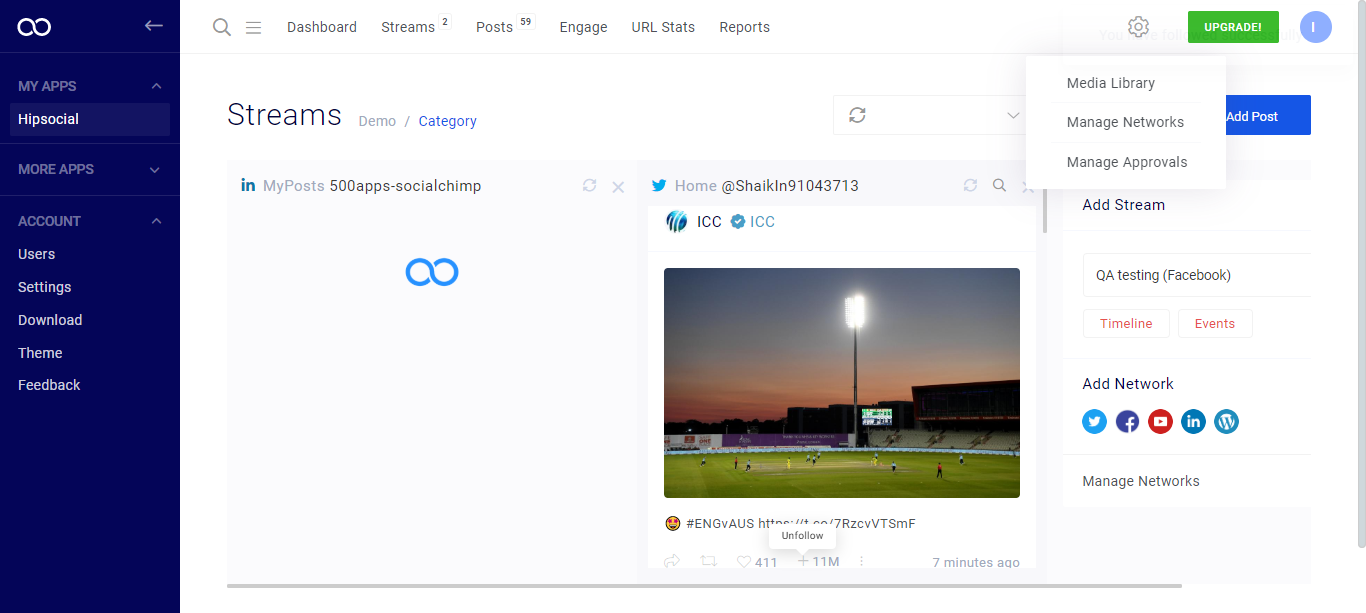 Dashboard
Streams 2
Posts 59
Engage
URL Stats
Reports
UPGRADE!
I
MY APPS
Hipsocial
MORE APPS
ACCOUNT
Users
Settings
Download
Theme
Feedback
Media Library
Manage Networks
Manage Approvals
Streams
Demo / Category
Add Post
in MyPosts 500apps-socialchimp
Home @ShaikIn91043713
ICC ICC
#ENGvAUS https://t.co/7RzcvVTSmF
Unfollow
411
11M
7 minutes ago
Add Stream
QA testing (Facebook)
Timeline
Events
Add Network
in
Manage Networks